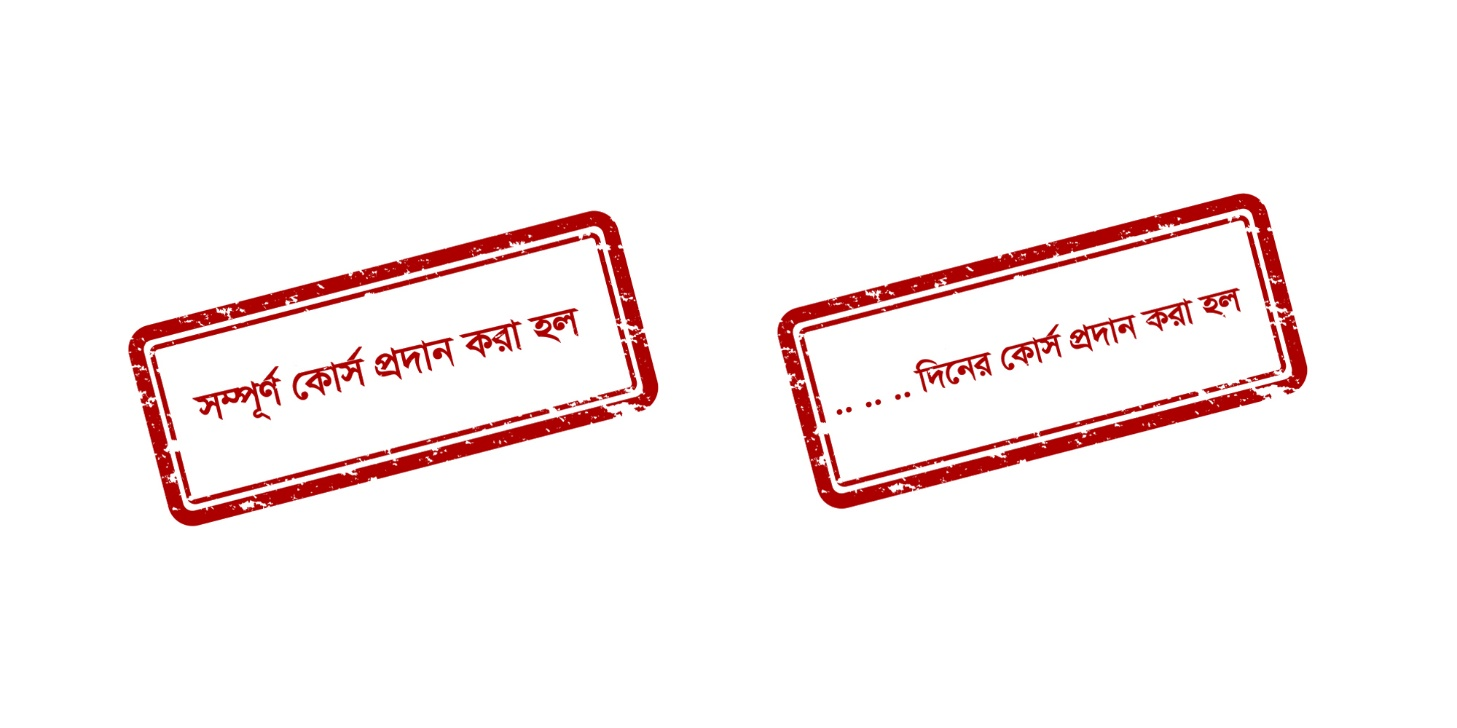 সম্পূর্ণ কোর্স প্রদান করা হল
.. .. .. দিনের কোর্স প্রদান করা হল